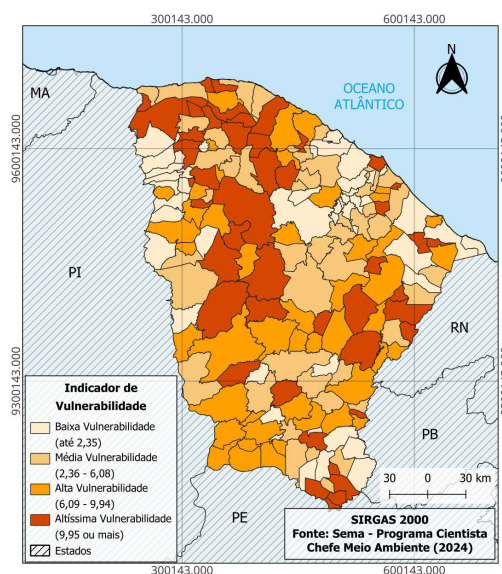 300143.000 600143.000
N
OCEANO
ATLÂNTICO
MA
9600143.000
PI
RN
9300143.000
PB
PE
Indicador de
Vulnerabilidade
Baixa Vulnerabilidade
(até 2,35)
Média Vulnerabilidade
(2,36 - 6,08)
Alta Vulnerabilidade
(6,09 - 9,94)
Altíssima Vulnerabilidade
(9,95 ou mais)
Estados
30 0 30 km
SIRGAS 2000
Fonte: Sema - Programa Cientista
Chefe Meio Ambiente (2024)
300143.000 600143.000